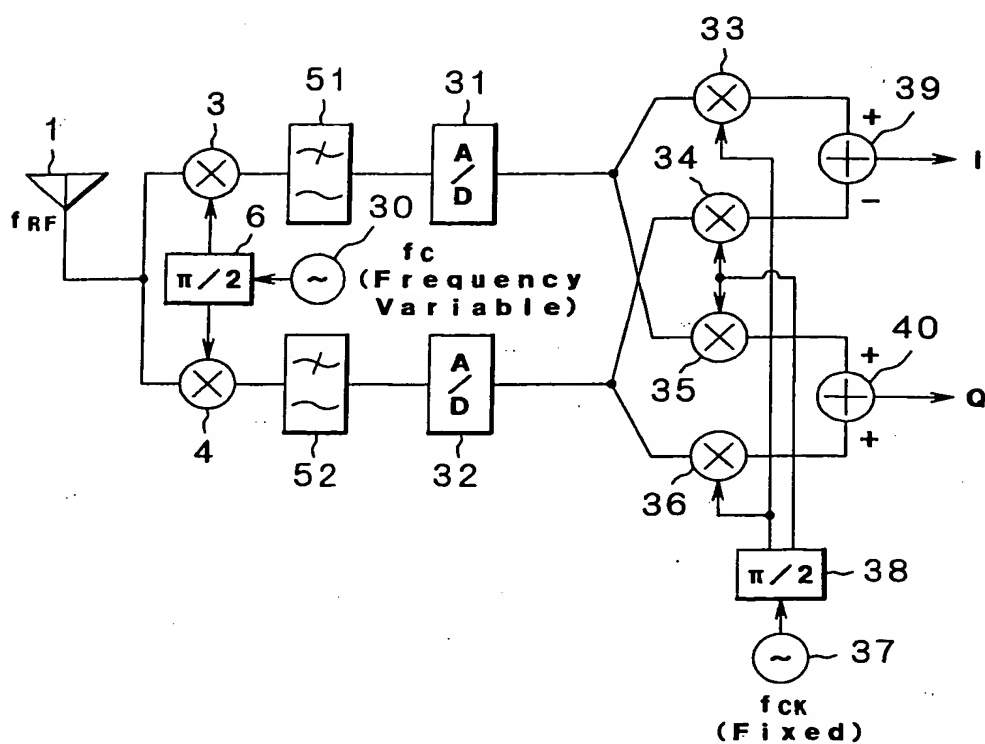 33
3
51
31
39
1
34
+
A/D
I
−
fRF
6
30
π/2
~
fC
(Frequency
Variable)
40
A/D
+
35
Q
4
52
32
36
+
π/2
38
~
37
fCK
(Fixed)